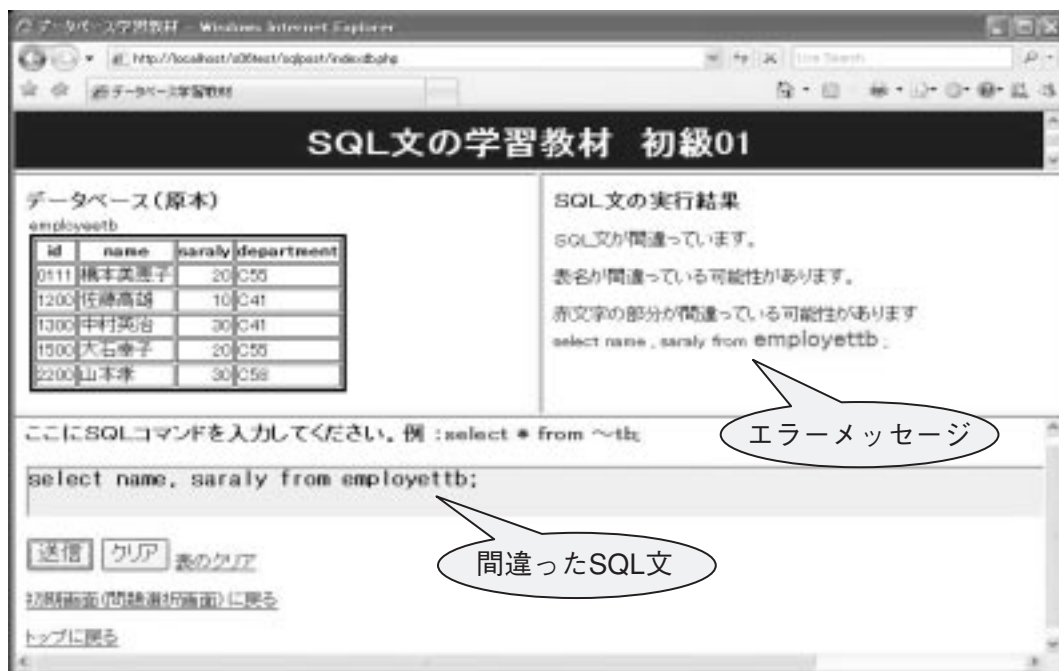 データベース学習教材 - Windows Internet Explorer
http://localhost/s06test/sqlpost/indexdb.php
Live Search
データベース学習教材
SQL文の学習教材 初級01
データベース(原本)
employeetb
id name saraly department
0111 橋本美恵子 20 C55
1200 佐藤高雄 10 C41
1300 中村英治 30 C41
1500 大石幸子 20 C55
2200 山本孝 30 C58
SQL文の実行結果
SQL文が間違っています。
表名が間違っている可能性があります。
赤文字の部分が間違っている可能性があります
select name , saraly from employettb ;
エラーメッセージ
ここにSQLコマンドを入力してください。例 :select * from ～tb;
select name, saraly from employettb;
間違ったSQL文
送信 クリア 表のクリア
初期画面(問題選択画面)に戻る
トップに戻る